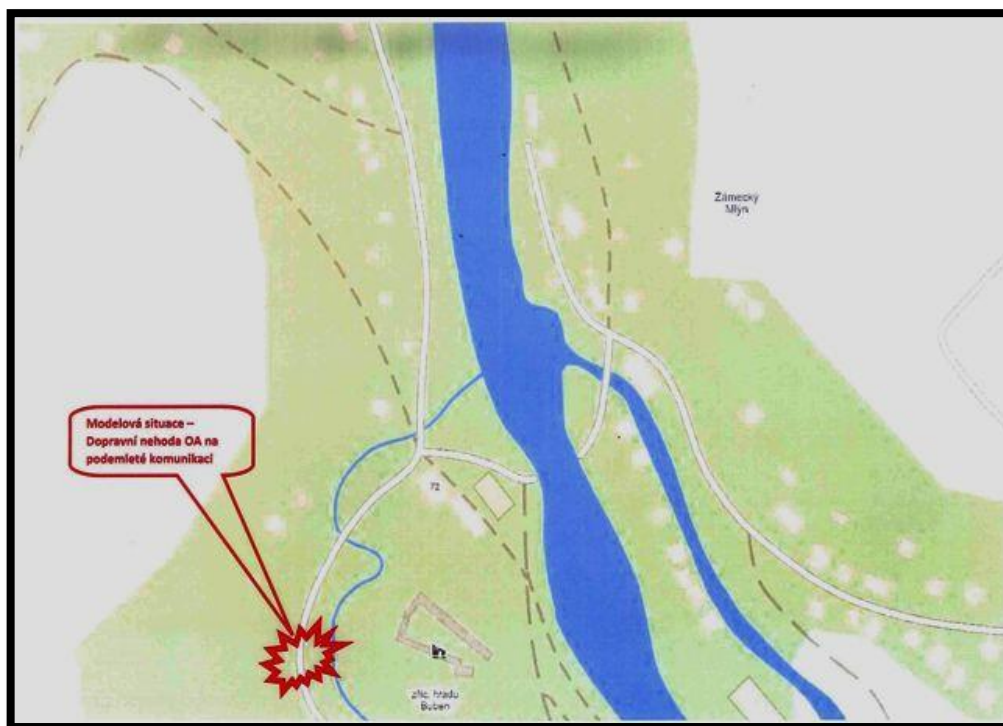 Zámecký
Mlýn
Modelová situace –
Dopravní nehoda OA na
podemleté komunikaci
72
zříc. hradu
Buben